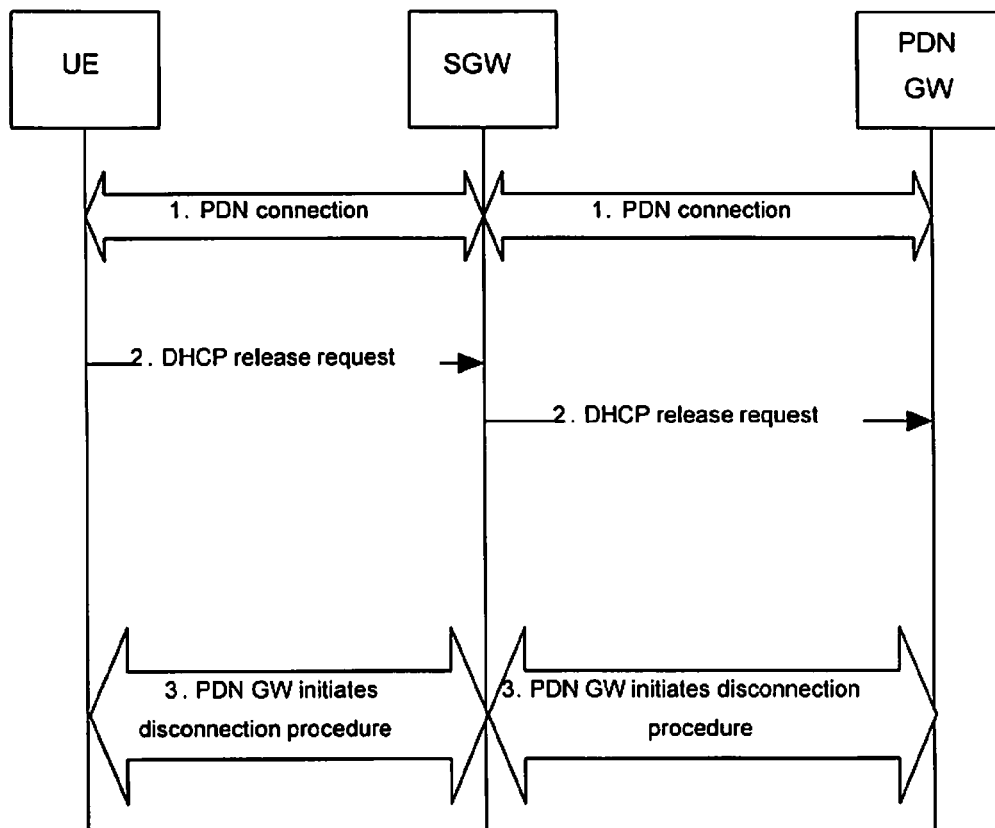 UE
SGW
PDN
GW
1. PDN connection
1. PDN connection
2. DHCP release request
2. DHCP release request
3. PDN GW initiates
disconnection procedure
3. PDN GW initiates disconnection
procedure